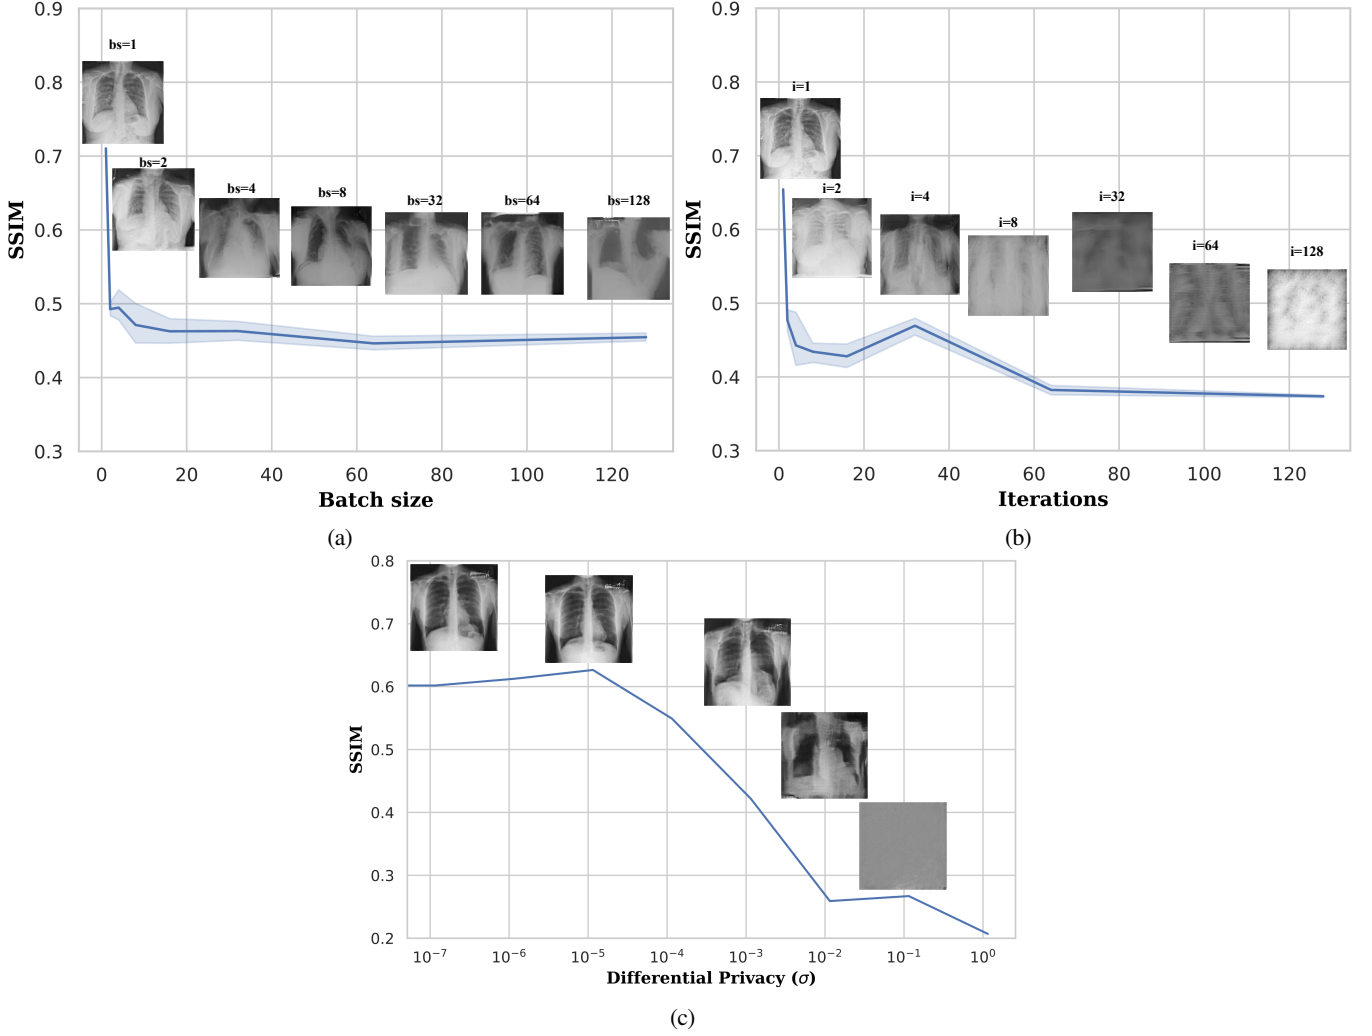 0.9
0.8
0.7
0.6
0.5
0.4
0.3
SSIM
bs=1
bs=2
bs=4
bs=8
bs=32
bs=64
bs=128
0 20 40 60 80 100 120
Batch size
(a)
0.9
0.8
0.7
0.6
0.5
0.4
0.3
SSIM
i=1
i=2
i=4
i=8
i=32
i=64
i=128
0 20 40 60 80 100 120
Iterations
(b)
0.8
0.7
0.6
0.5
0.4
0.3
0.2
SSIM
10⁻⁷ 10⁻⁶ 10⁻⁵ 10⁻⁴ 10⁻³ 10⁻² 10⁻¹ 10⁰
Differential Privacy (σ)
(c)